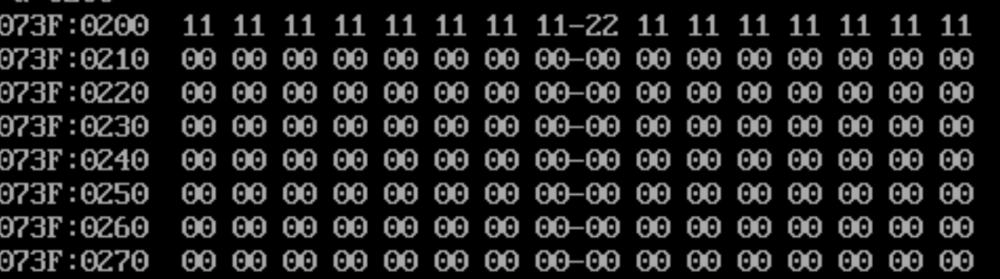 073F:0200 11 11 11 11 11 11 11 11-22 11 11 11 11 11 11 11
073F:0210 00 00 00 00 00 00 00 00-00 00 00 00 00 00 00 00
073F:0220 00 00 00 00 00 00 00 00-00 00 00 00 00 00 00 00
073F:0230 00 00 00 00 00 00 00 00-00 00 00 00 00 00 00 00
073F:0240 00 00 00 00 00 00 00 00-00 00 00 00 00 00 00 00
073F:0250 00 00 00 00 00 00 00 00-00 00 00 00 00 00 00 00
073F:0260 00 00 00 00 00 00 00 00-00 00 00 00 00 00 00 00
073F:0270 00 00 00 00 00 00 00 00-00 00 00 00 00 00 00 00